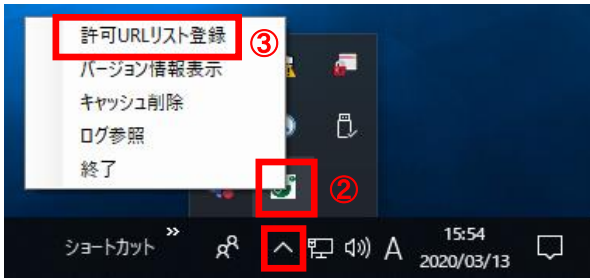 許可URLリスト登録
③
バージョン情報表示
キャッシュ削除
ログ参照
終了
②
ショートカット
»
A
15:54
2020/03/13